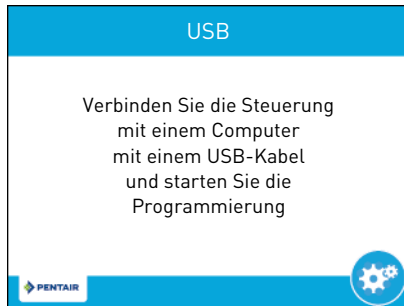 USB
Verbinden Sie die Steuerung
mit einem Computer
mit einem USB-Kabel
und starten Sie die
Programmierung
PENTAIR